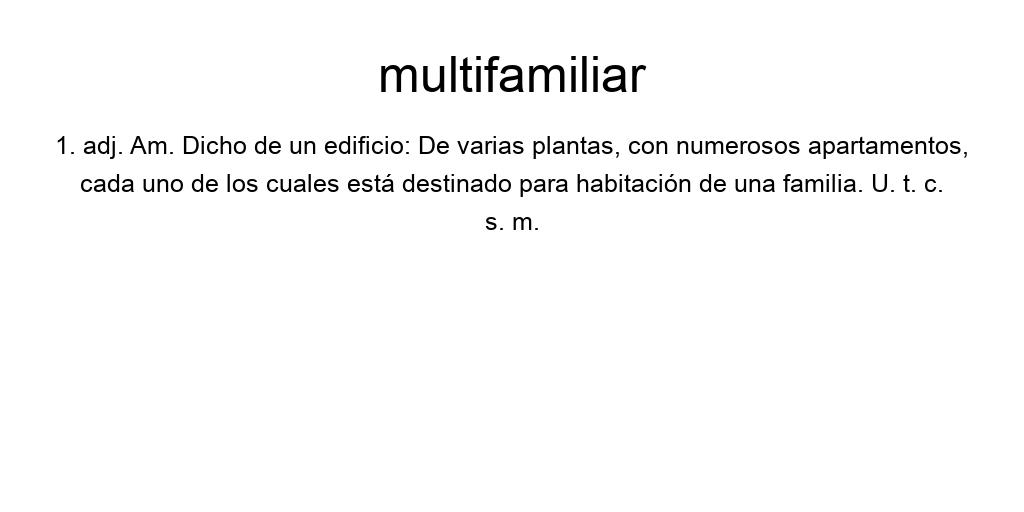 multifamiliar
1. adj. Am. Dicho de un edificio: De varias plantas, con numerosos apartamentos,
cada uno de los cuales está destinado para habitación de una familia. U. t. c.
s. m.